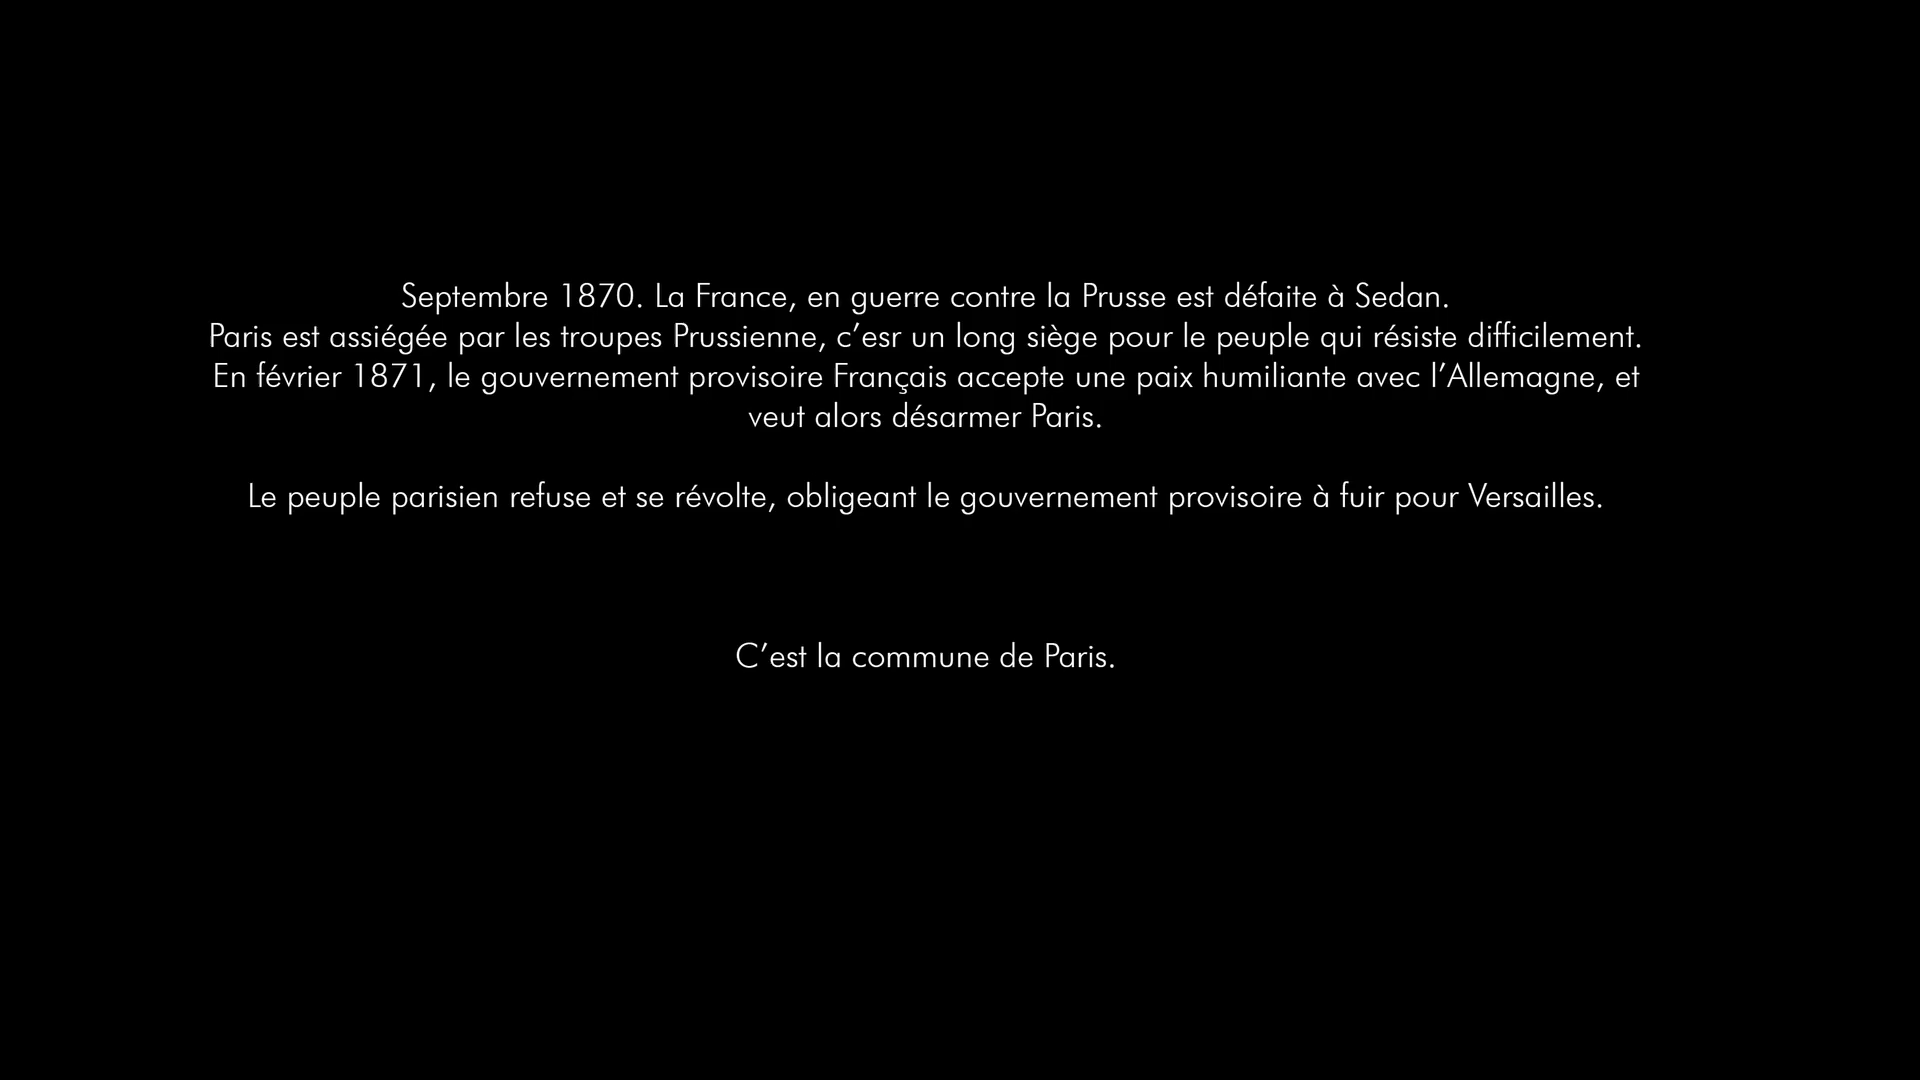 Septembre 1870. La France, en guerre contre la Prusse est défaite à Sedan.
Paris est assiégée par les troupes Prussienne, c’esr un long siège pour le peuple qui résiste difficilement.
En février 1871, le gouvernement provisoire Français accepte une paix humiliante avec l’Allemagne, et
veut alors désarmer Paris.
Le peuple parisien refuse et se révolte, obligeant le gouvernement provisoire à fuir pour Versailles.
C’est la commune de Paris.